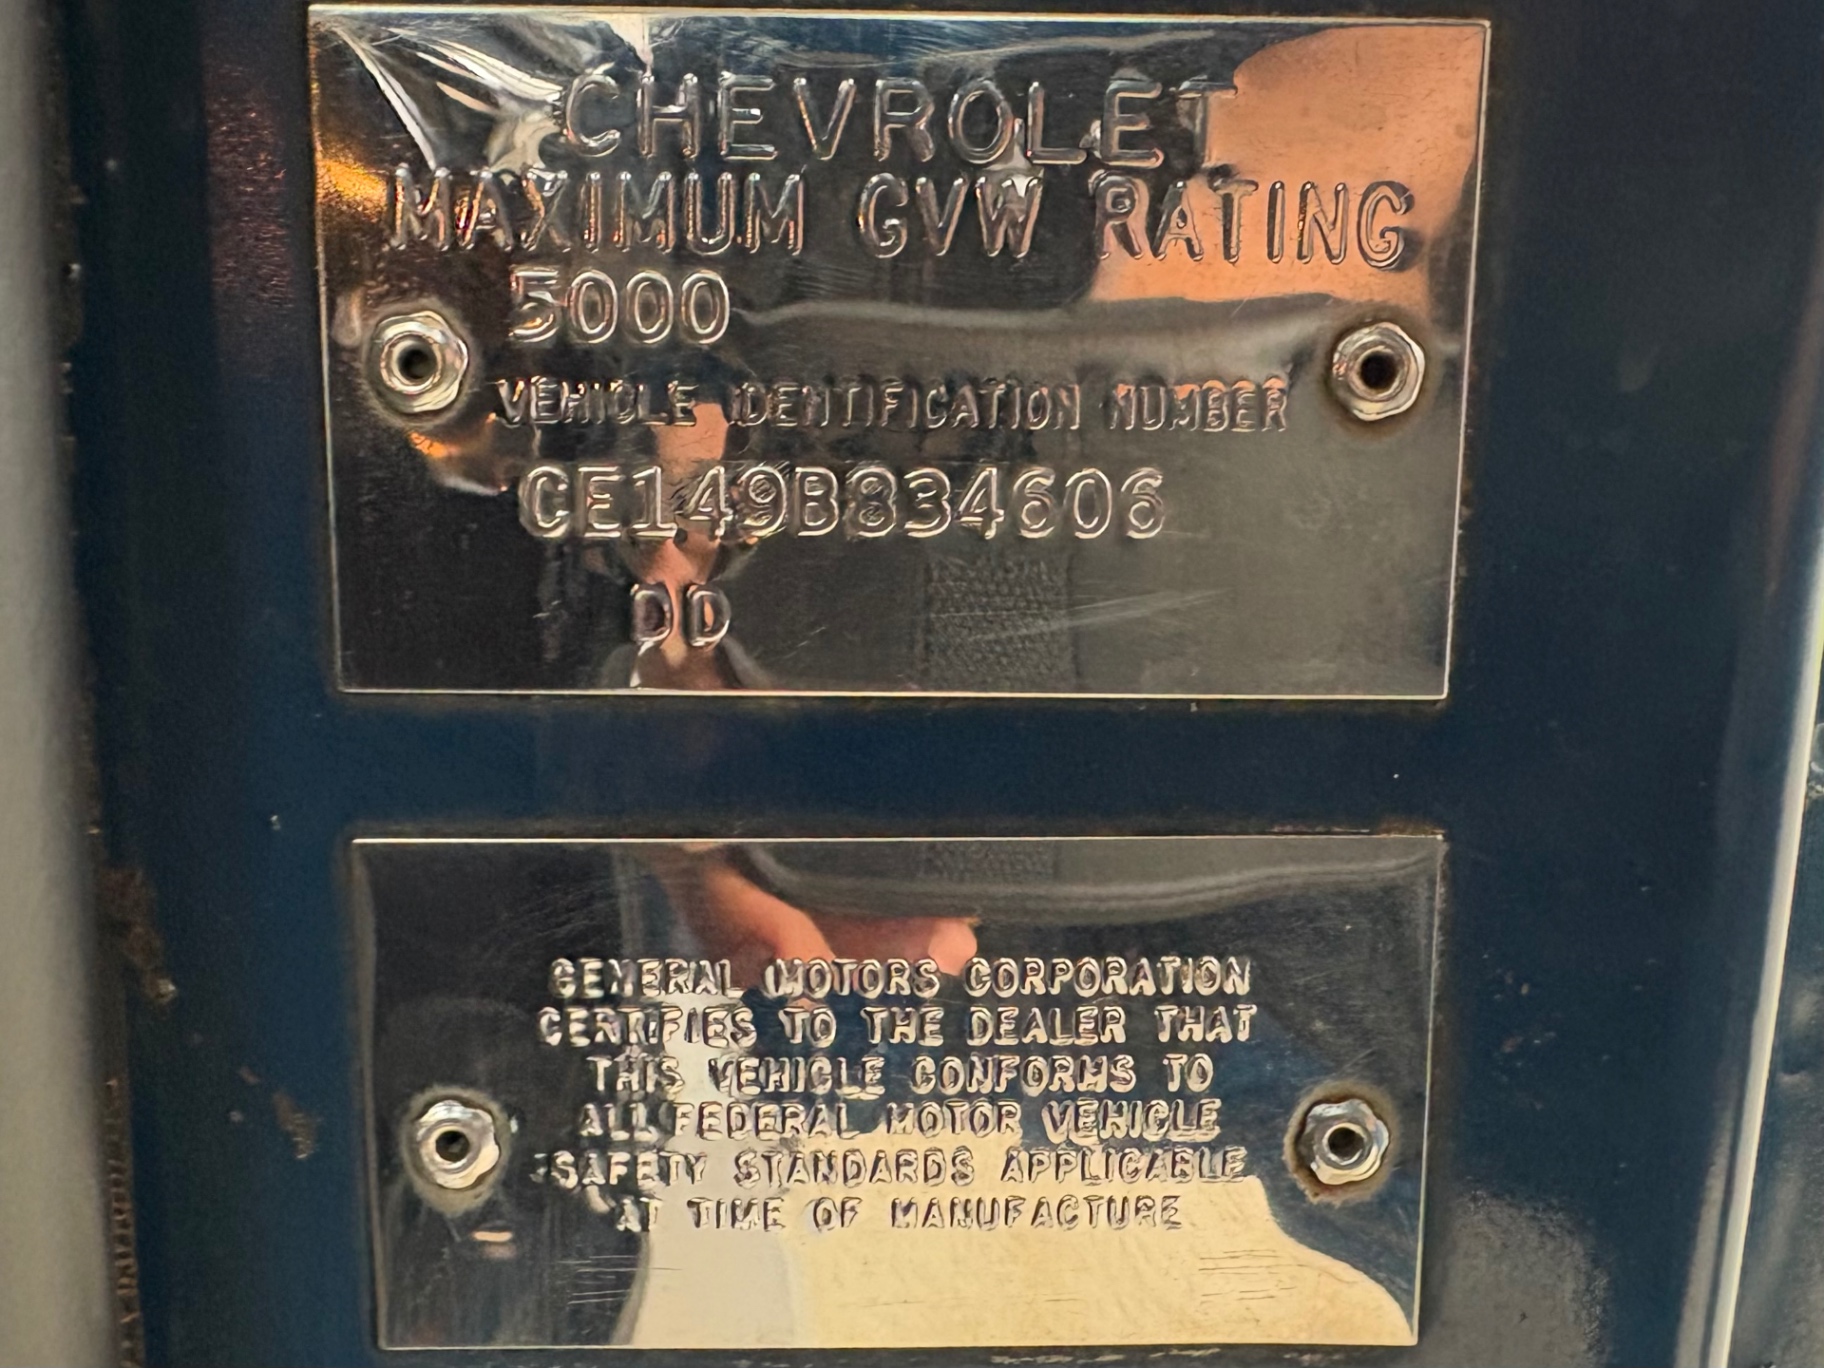 CHEVROLET
MAXIMUM GVW RATING
5000
VEHICLE IDENTIFICATION NUMBER
CE149B834606
DD
GENERAL MOTORS CORPORATION
CERTIFIES TO THE DEALER THAT
THIS VEHICLE CONFORMS TO
ALL FEDERAL MOTOR VEHICLE
SAFETY STANDARDS APPLICABLE
AT TIME OF MANUFACTURE